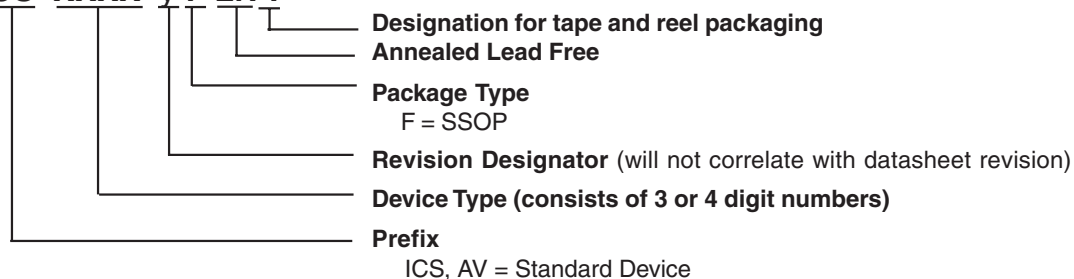 Designation for tape and reel packaging
Annealed Lead Free
Package Type
F = SSOP
Revision Designator (will not correlate with datasheet revision)
Device Type (consists of 3 or 4 digit numbers)
Prefix
ICS, AV = Standard Device